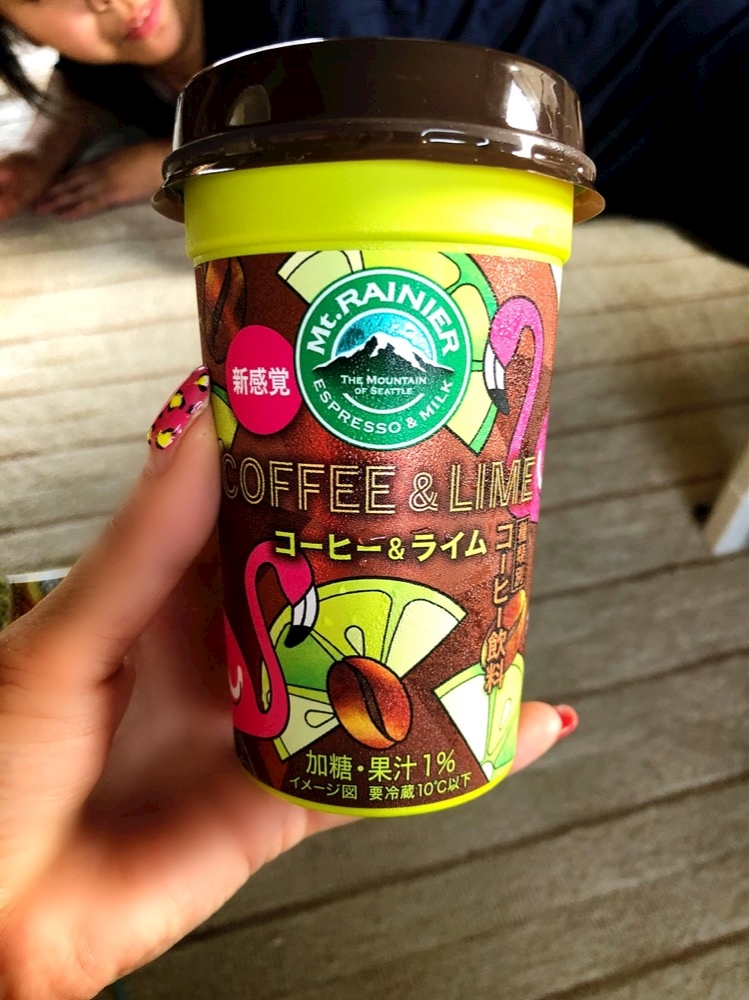 Mt. RAINIER
THE MOUNTAIN
OF SEATTLE
ESPRESSO & MILK
新感覚
COFFEE & LIME
コーヒー&ライム
コーヒー飲料
加糖・果汁1%
イメージ図 要冷蔵10℃以下